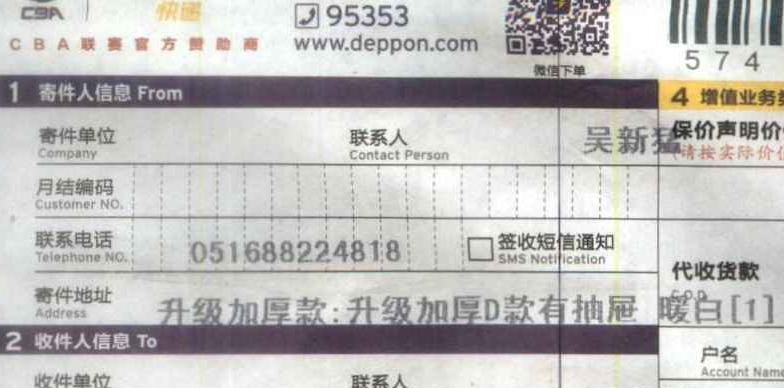 CBA 快递 95353
CBA联赛官方赞助商 www.deppon.com
微信下单
574
1 寄件人信息 From
4 增值业务
寄件单位 联系人 吴新猛 保价声明价
Company Contact Person 请按实际价
月结编码
Customer NO.
联系电话 051688224818 签收短信通知
Telephone NO. SMS Notification
代收货款
寄件地址 升级加厚款:升级加厚D款有抽屉 暖白[1]
Address
2 收件人信息 To
户名
Account Name
收件单位 联系人